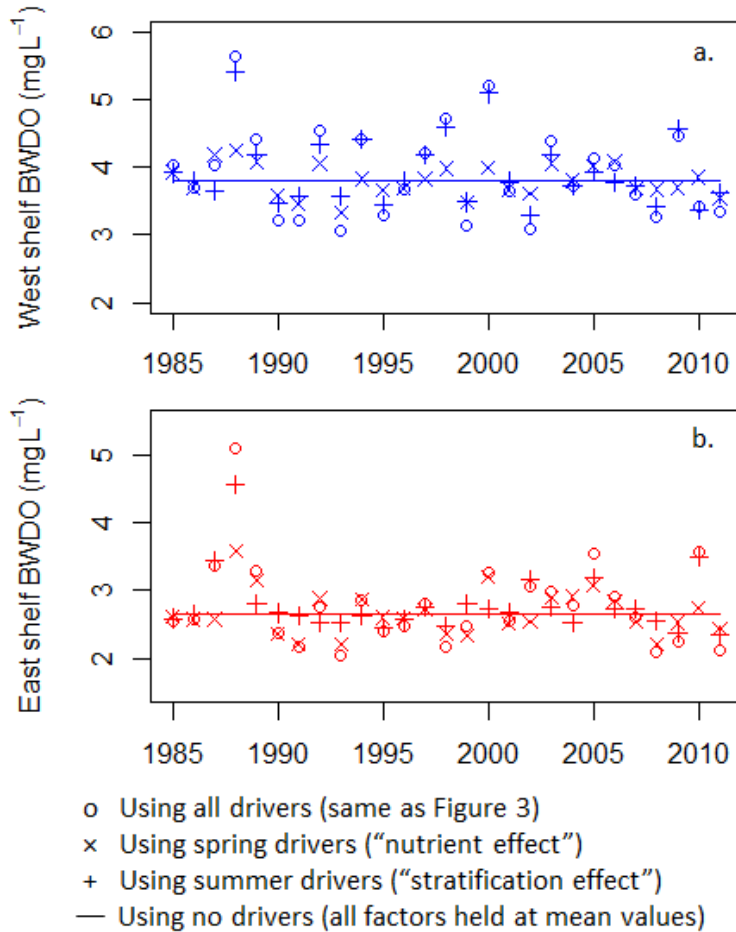 West shelf BWDO (mgL⁻¹)
a.
6
5
4
3
2
1985 1990 1995 2000 2005 2010
East shelf BWDO (mgL⁻¹)
b.
5
4
3
2
1985 1990 1995 2000 2005 2010
o Using all drivers (same as Figure 3)
× Using spring drivers (“nutrient effect”)
+ Using summer drivers (“stratification effect”)
— Using no drivers (all factors held at mean values)